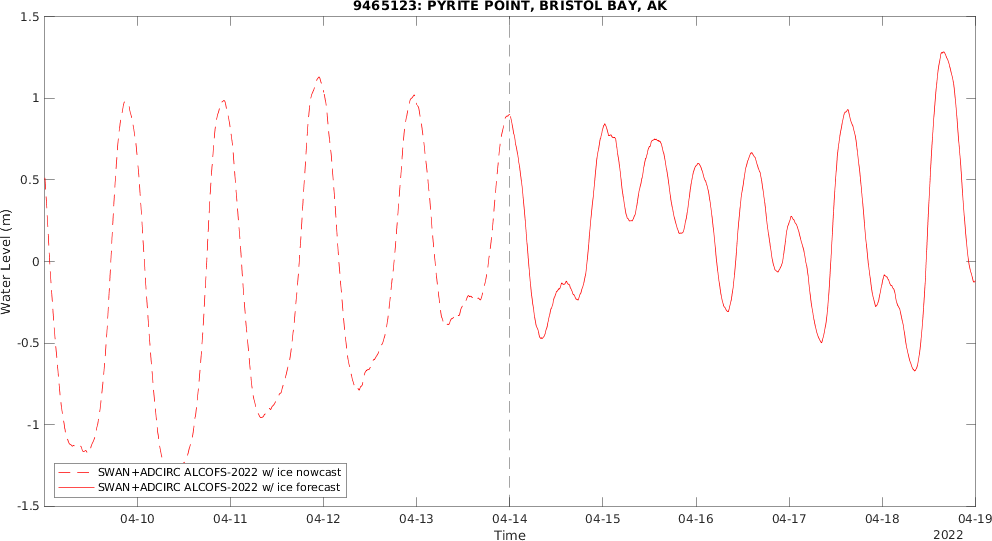 9465123: PYRITE POINT, BRISTOL BAY, AK
1.5
1
0.5
0
-0.5
-1
-1.5
Water Level (m)
SWAN+ADCIRC ALCOFS-2022 w/ ice nowcast
SWAN+ADCIRC ALCOFS-2022 w/ ice forecast
04-10 04-11 04-12 04-13 04-14 04-15 04-16 04-17 04-18 04-19
Time
2022